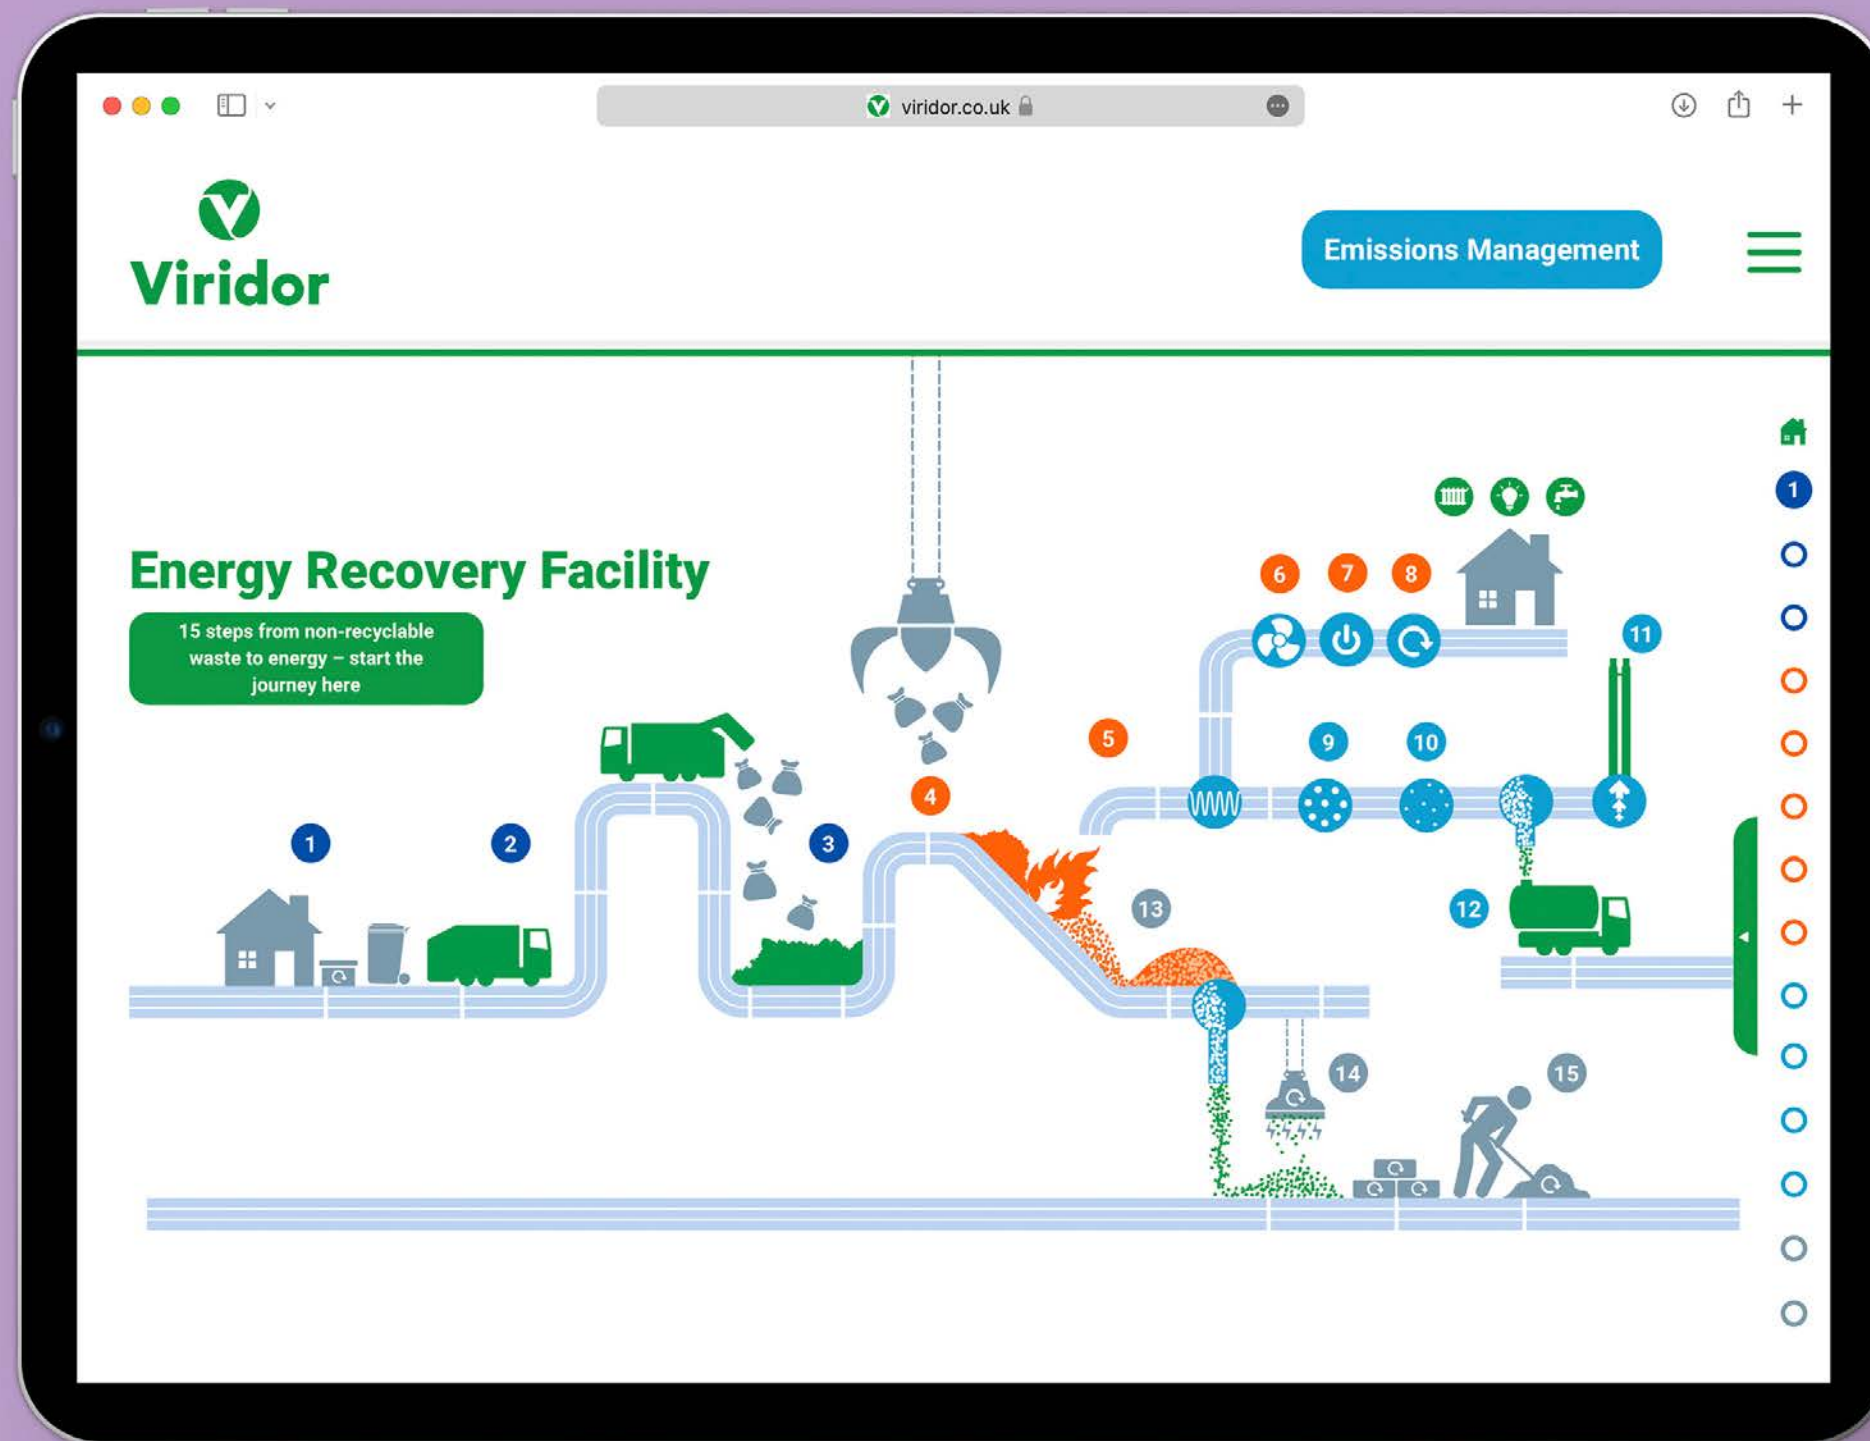 viridor.co.uk
Viridor
Emissions Management
1
6
7
8
Energy Recovery Facility
15 steps from non-recyclable
waste to energy – start the
journey here
11
5
9
10
4
1
2
3
13
12
14
15